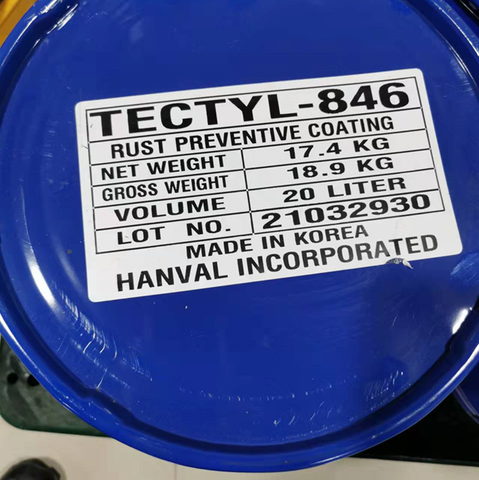 TECTYL-846
RUST PREVENTIVE COATING
NET WEIGHT 17.4 KG
GROSS WEIGHT 18.9 KG
VOLUME 20 LITER
LOT NO. 21032930
MADE IN KOREA
HANVAL INCORPORATED